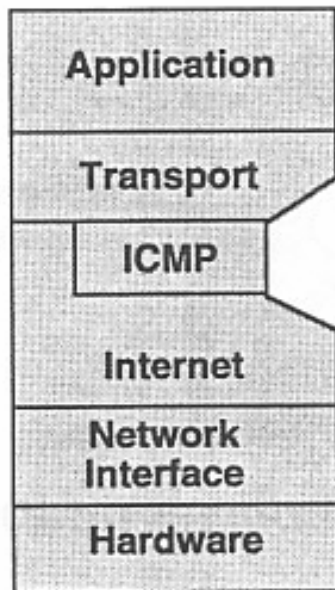 Application
Transport
ICMP
Internet
Network
Interface
Hardware